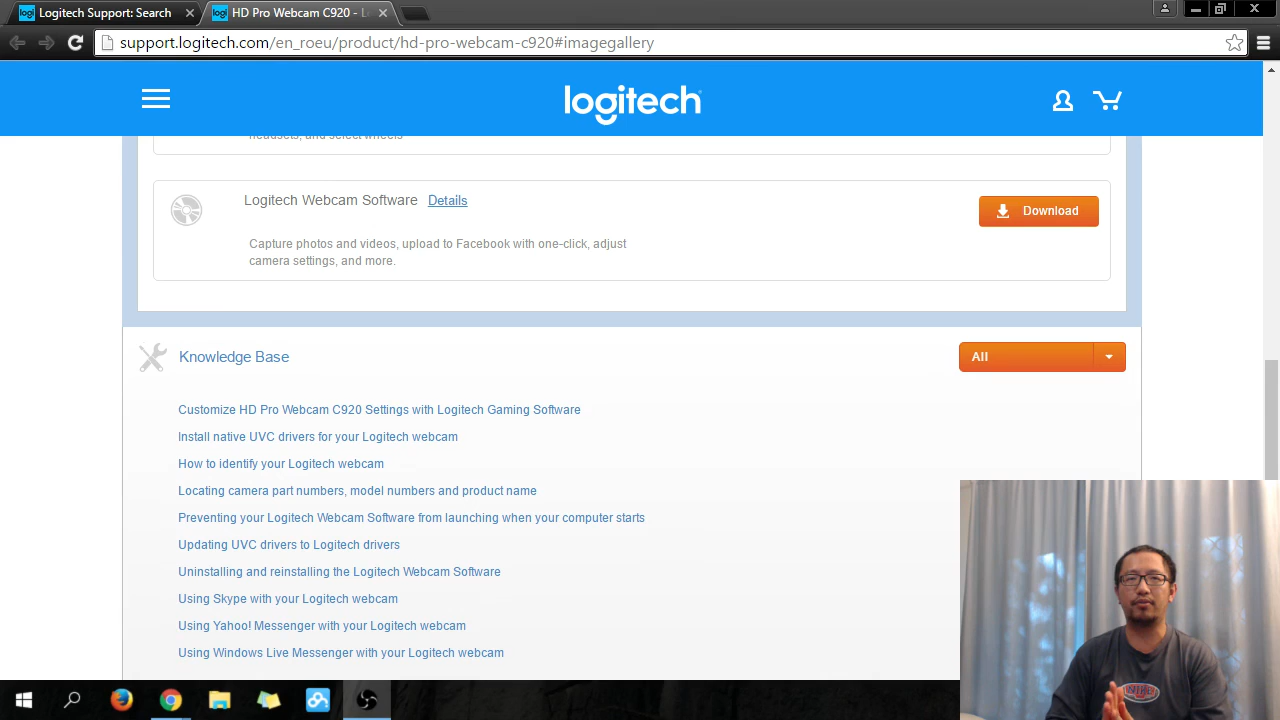 Logitech Support: Search
HD Pro Webcam C920 - L
support.logitech.com/en_roeu/product/hd-pro-webcam-c920#imagegallery
logitech
headsets, and select wheels
Logitech Webcam Software Details
Download
Capture photos and videos, upload to Facebook with one-click, adjust
camera settings, and more.
Knowledge Base
All
Customize HD Pro Webcam C920 Settings with Logitech Gaming Software
Install native UVC drivers for your Logitech webcam
How to identify your Logitech webcam
Locating camera part numbers, model numbers and product name
Preventing your Logitech Webcam Software from launching when your computer starts
Updating UVC drivers to Logitech drivers
Uninstalling and reinstalling the Logitech Webcam Software
Using Skype with your Logitech webcam
Using Yahoo! Messenger with your Logitech webcam
Using Windows Live Messenger with your Logitech webcam